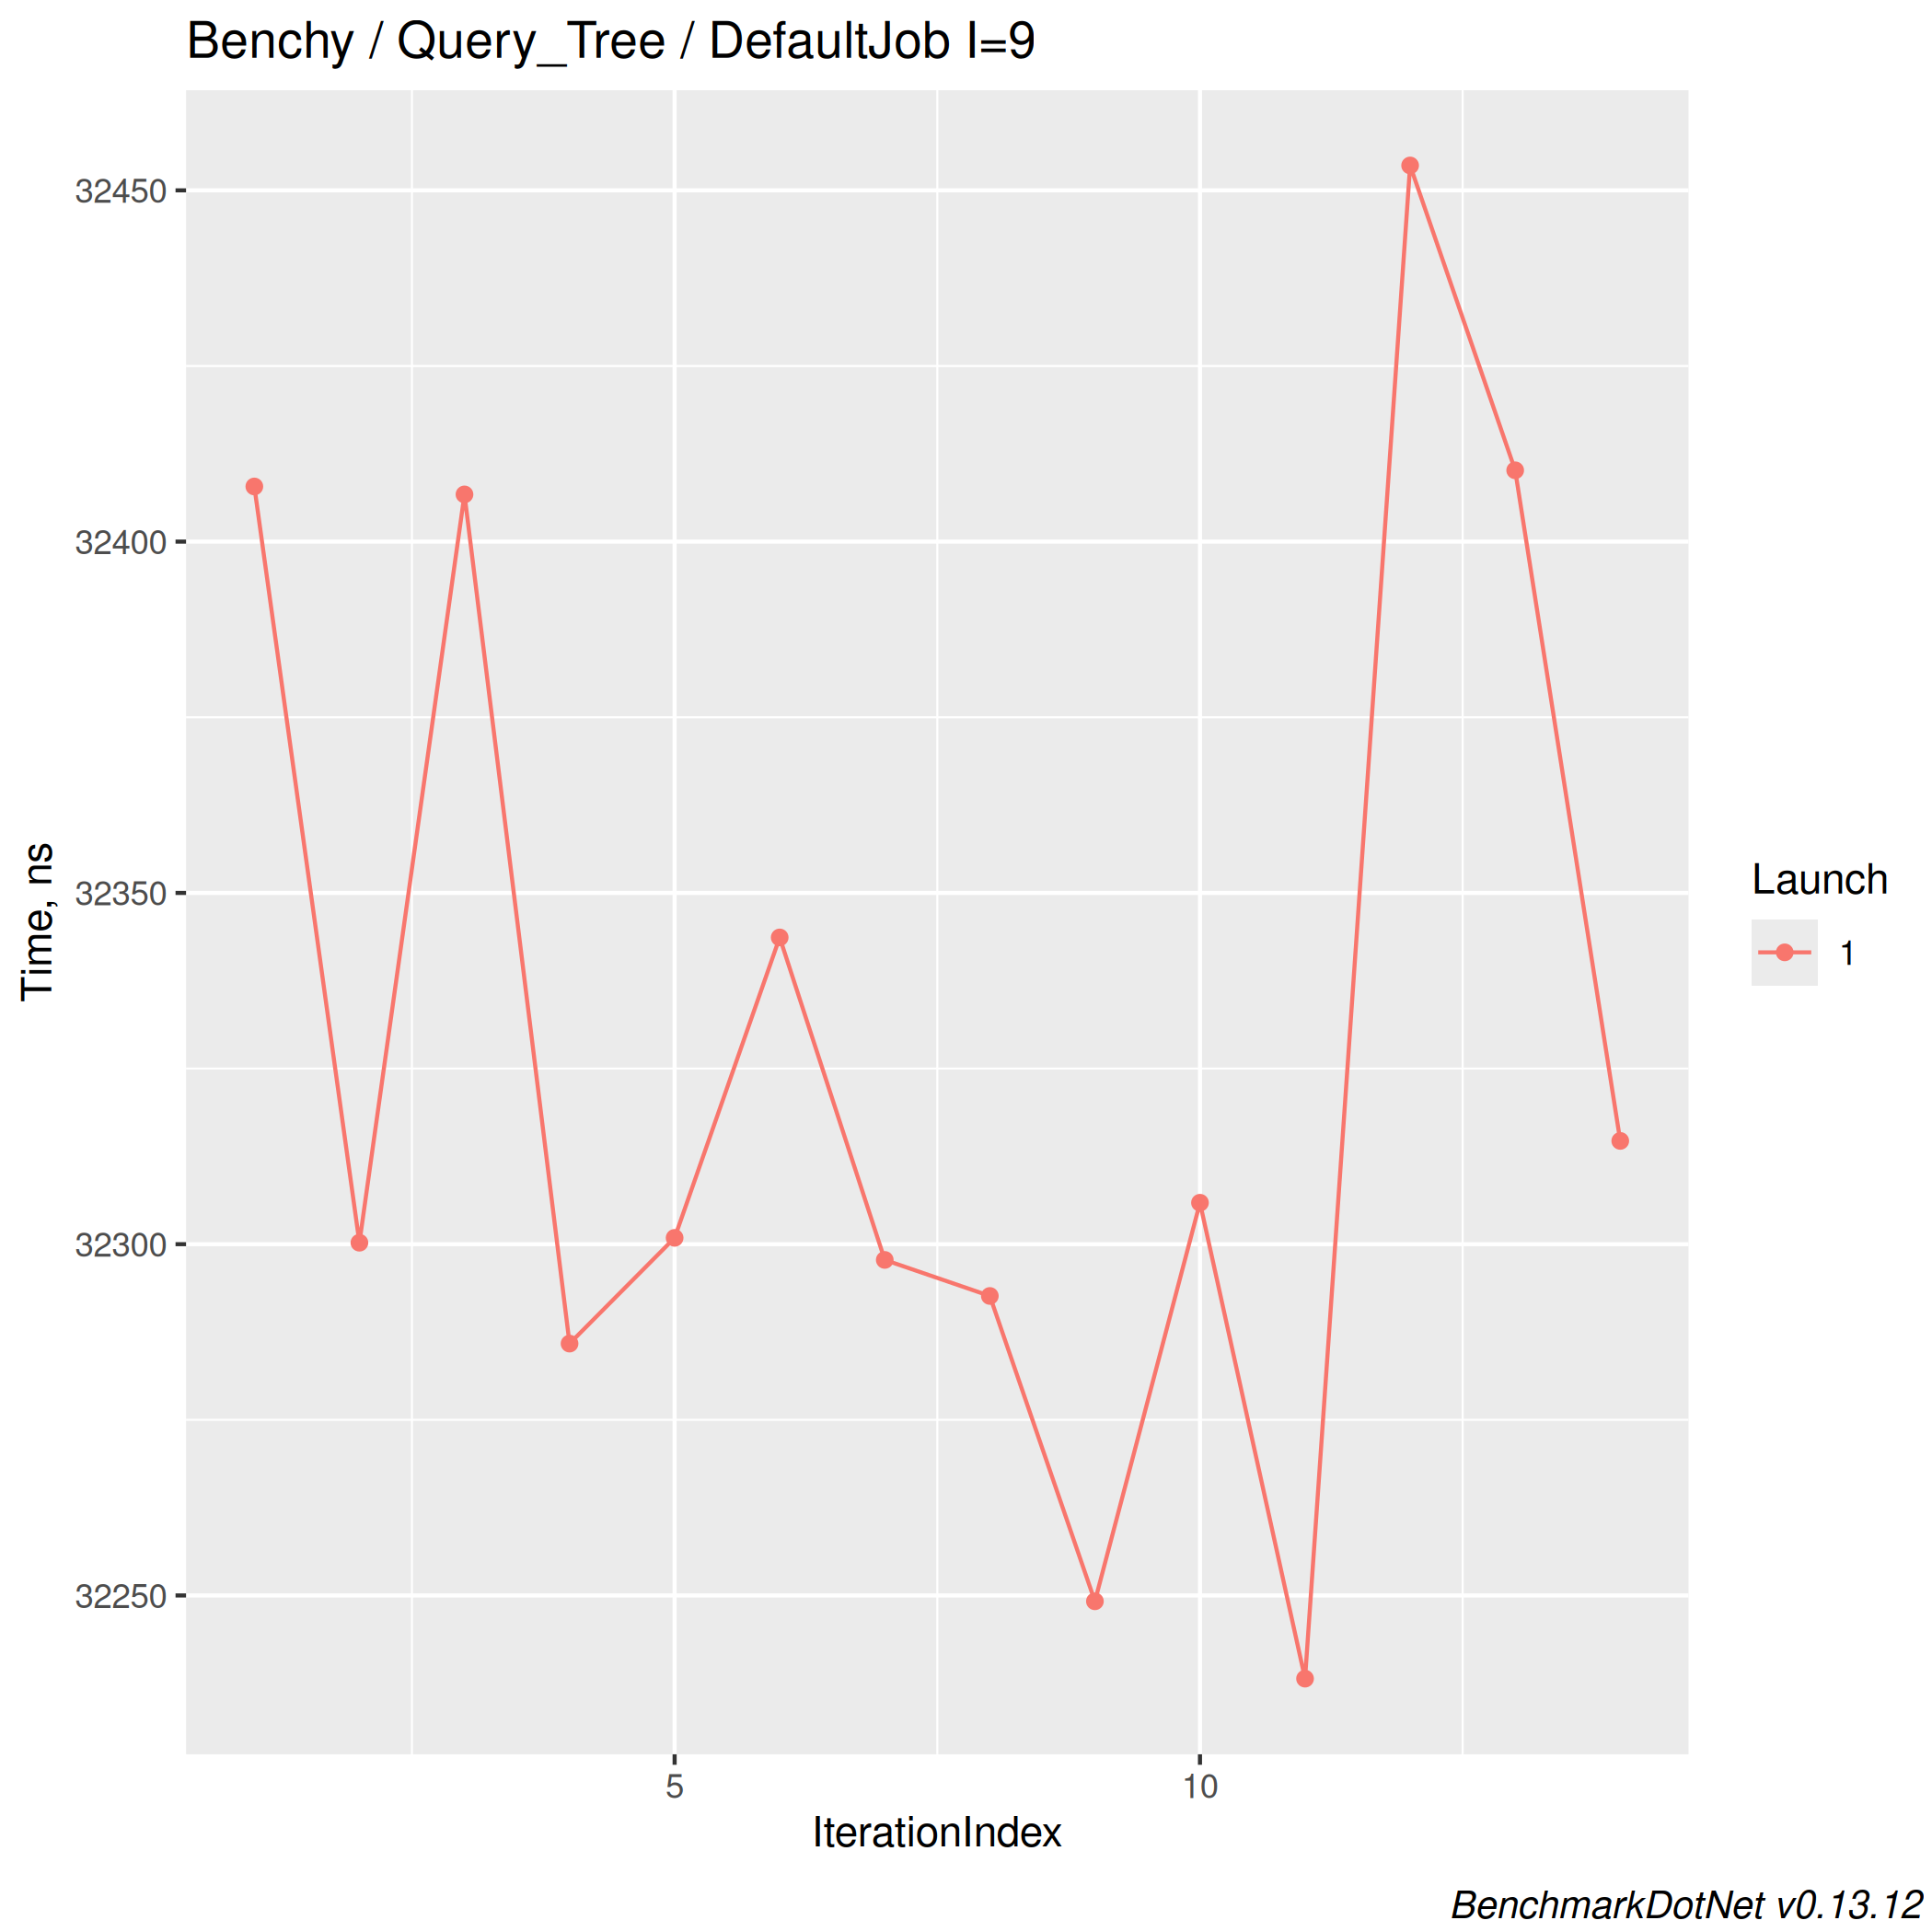 Benchy / Query_Tree / DefaultJob I=9
Time, ns
32450
32400
32350
32300
32250
5
10
IterationIndex
Launch
1
BenchmarkDotNet v0.13.12